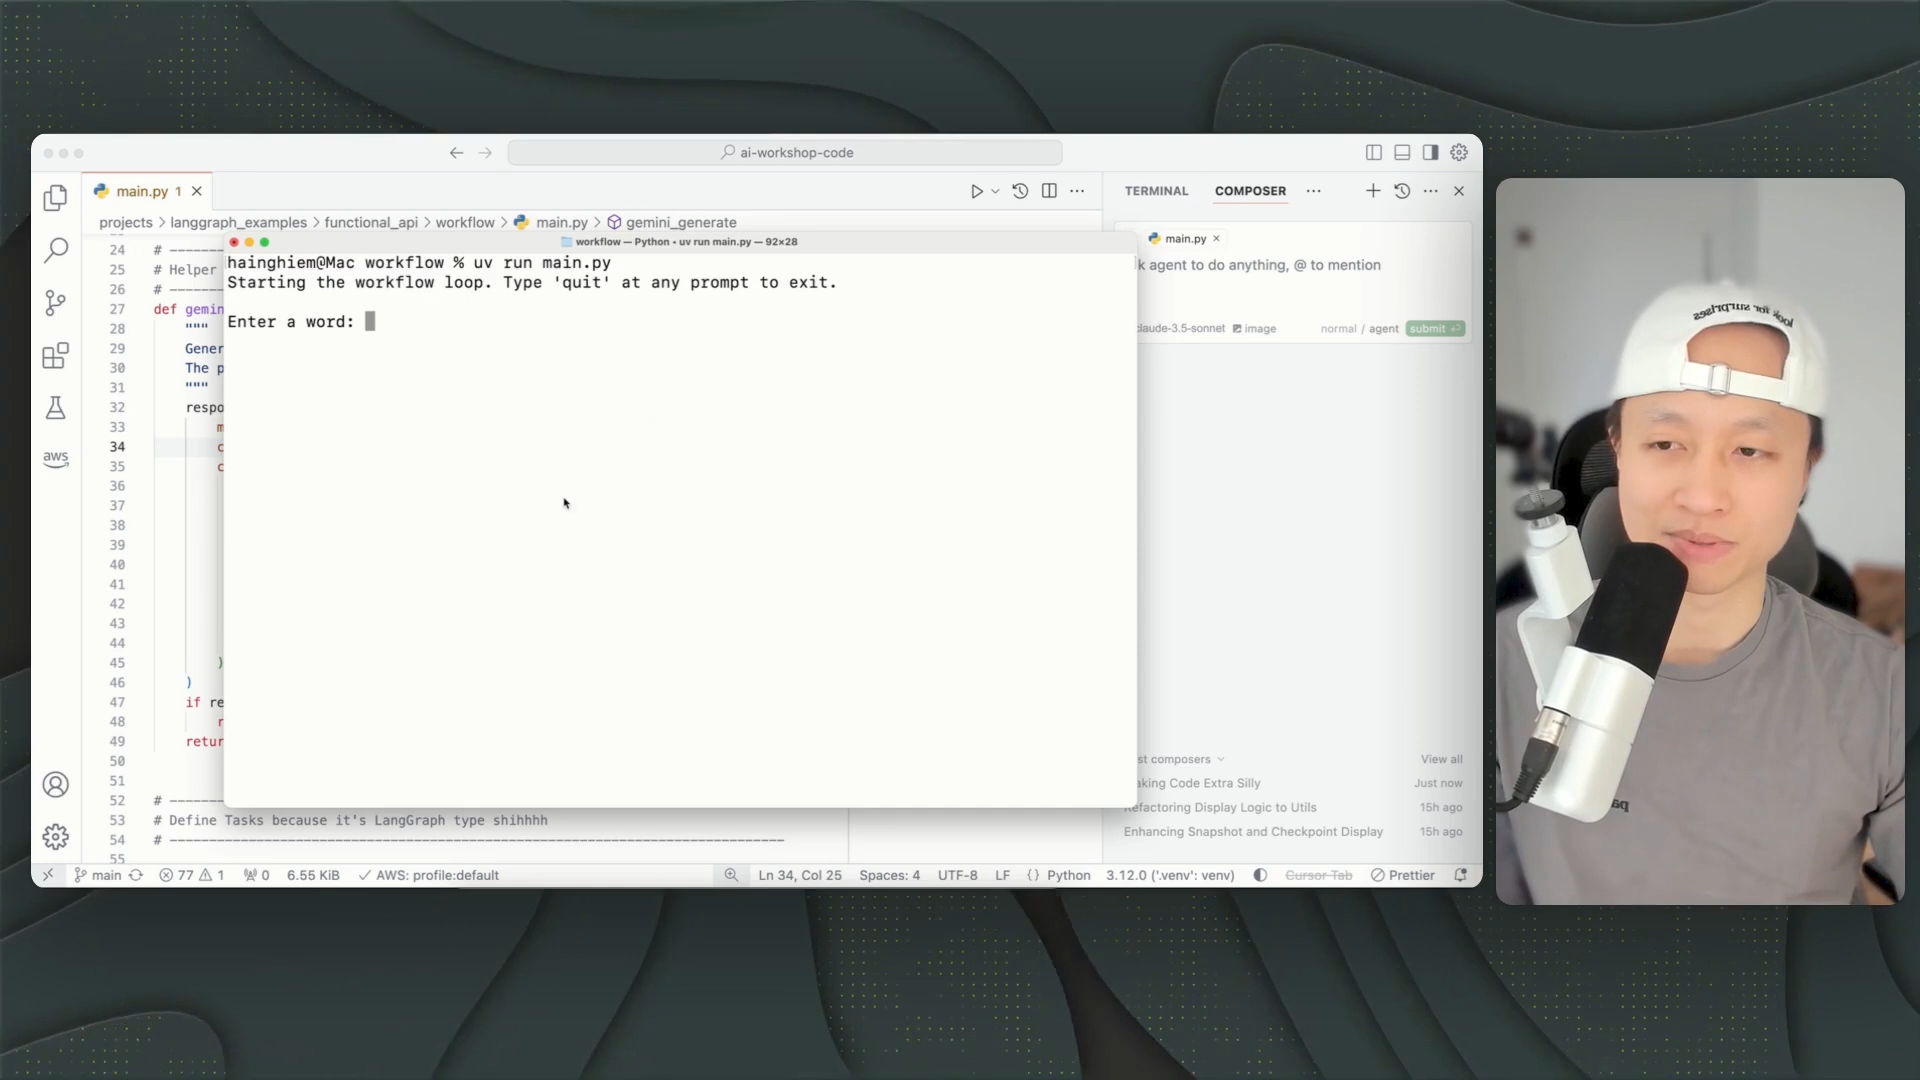 ai-workshop-code
main.py 1
TERMINAL
COMPOSER
projects > langgraph_examples > functional_api > workflow > main.py > gemini_generate
workflow — Python • uv run main.py — 92×28
hainghiem@Mac workflow % uv run main.py
Starting the workflow loop. Type 'quit' at any prompt to exit.
Enter a word:
24 #
25 # Helper
26 #
27 def gemin
28 """
29 Gener
30 The p
31 """
32 respo
33 m
34 c
35 c
36
37
38
39
40
41
42
43
44
45 )
46 )
47 if re
48 r
49 retur
50
51
52 #
53 # Define Tasks because it's LangGraph type shihhhh
54 #
55
aws
main.py
k agent to do anything, @ to mention
claude-3.5-sonnet image normal / agent submit
st composers View all
aking Code Extra Silly Just now
Refactoring Display Logic to Utils 15h ago
Enhancing Snapshot and Checkpoint Display 15h ago
main 77 1 0 6.55 KiB AWS: profile:default Ln 34, Col 25 Spaces: 4 UTF-8 LF {} Python 3.12.0 ('.venv': venv) Cursor Tab Prettier
look for surprises